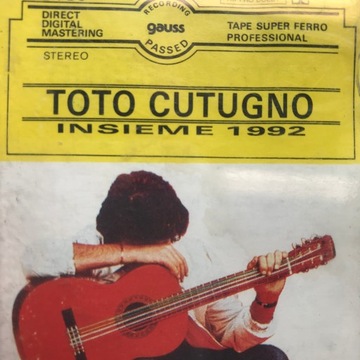 RECORDING
DIRECT
DIGITAL
MASTERING
gauss
PASSED
TAPE SUPER FERRO
PROFESSIONAL
STEREO
TOTO CUTUGNO
INSIEME 1992